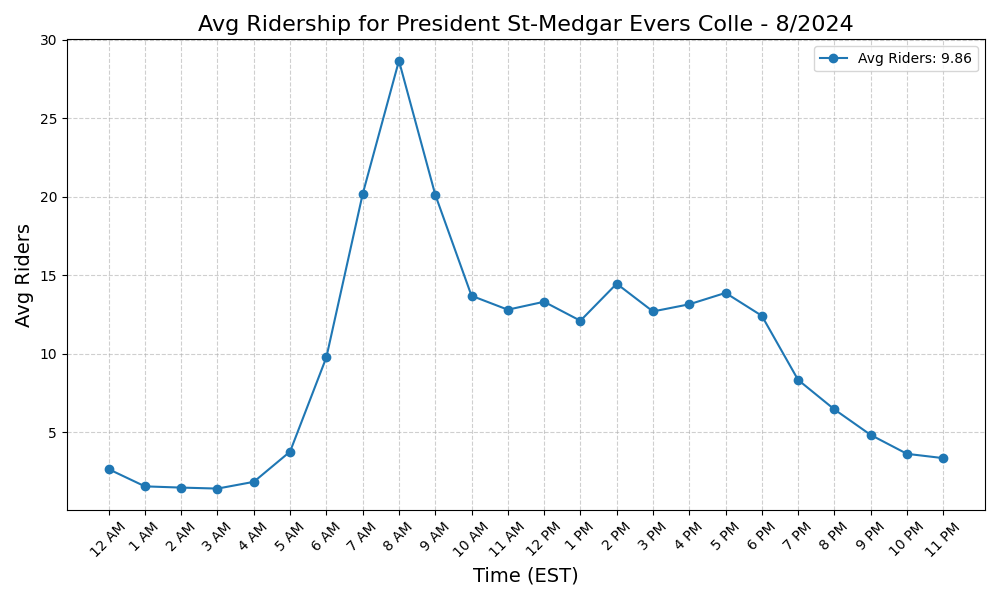 Avg Ridership for President St-Medgar Evers Colle - 8/2024
Avg Riders: 9.86
30
25
20
15
10
5
Avg Riders
12 AM
1 AM
2 AM
3 AM
4 AM
5 AM
6 AM
7 AM
8 AM
9 AM
10 AM
11 AM
12 PM
1 PM
2 PM
3 PM
4 PM
5 PM
6 PM
7 PM
8 PM
9 PM
10 PM
11 PM
Time (EST)